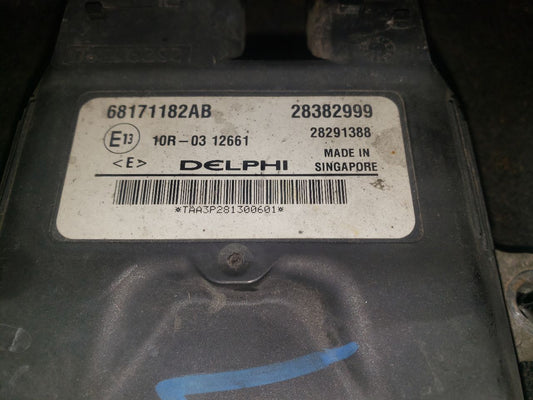 68171182AB 28382999
E13 10R-03 12661 28291388
<E> DELPHI MADE IN
SINGAPORE
*TAA3P281300601*